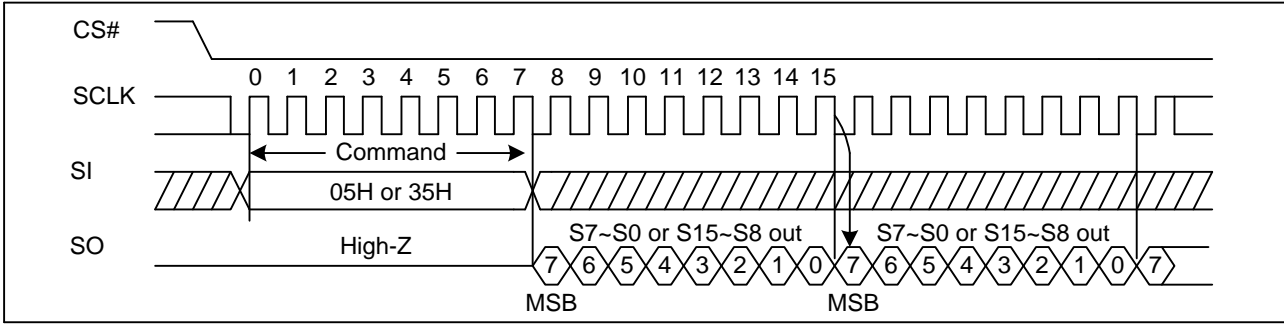 CS#
0 1 2 3 4 5 6 7 8 9 10 11 12 13 14 15
SCLK
Command
SI
05H or 35H
S7~S0 or S15~S8 out S7~S0 or S15~S8 out
SO High-Z
7 6 5 4 3 2 1 0 7 6 5 4 3 2 1 0 7
MSB MSB